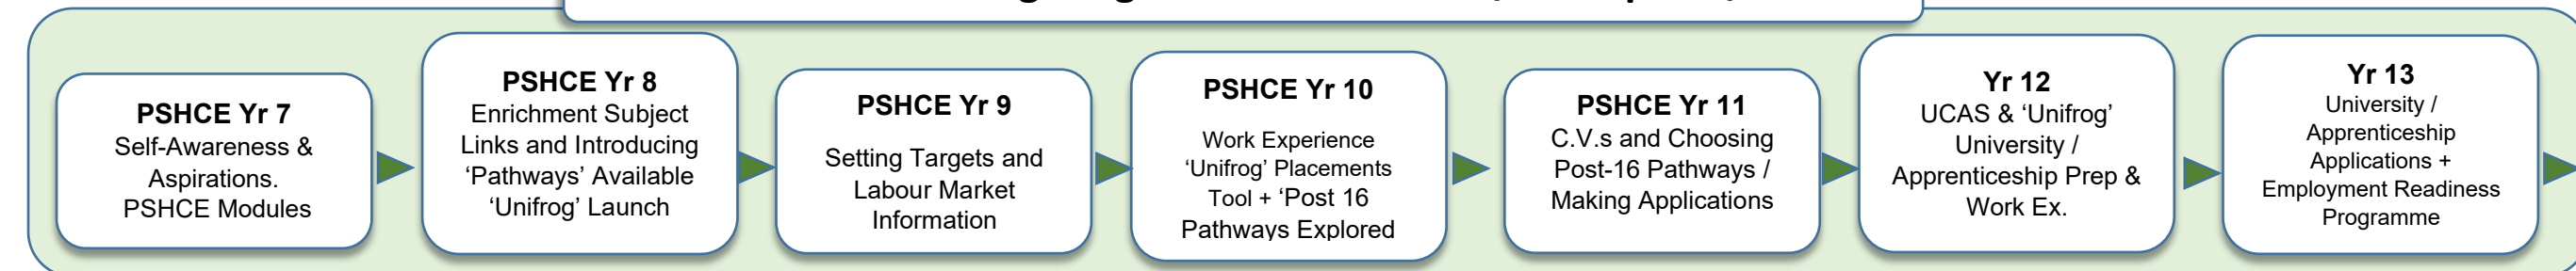 PSHCE Yr 7
Self-Awareness &
Aspirations.
PSHCE Modules
PSHCE Yr 8
Enrichment Subject
Links and Introducing
‘Pathways’ Available
‘Unifrog’ Launch
PSHCE Yr 9
Setting Targets and
Labour Market
Information
PSHCE Yr 10
Work Experience
‘Unifrog’ Placements
Tool + ‘Post 16
Pathways Explored
PSHCE Yr 11
C.V.s and Choosing
Post-16 Pathways /
Making Applications
Yr 12
UCAS & ‘Unifrog’
University /
Apprenticeship Prep &
Work Ex.
Yr 13
University /
Apprenticeship
Applications +
Employment Readiness
Programme